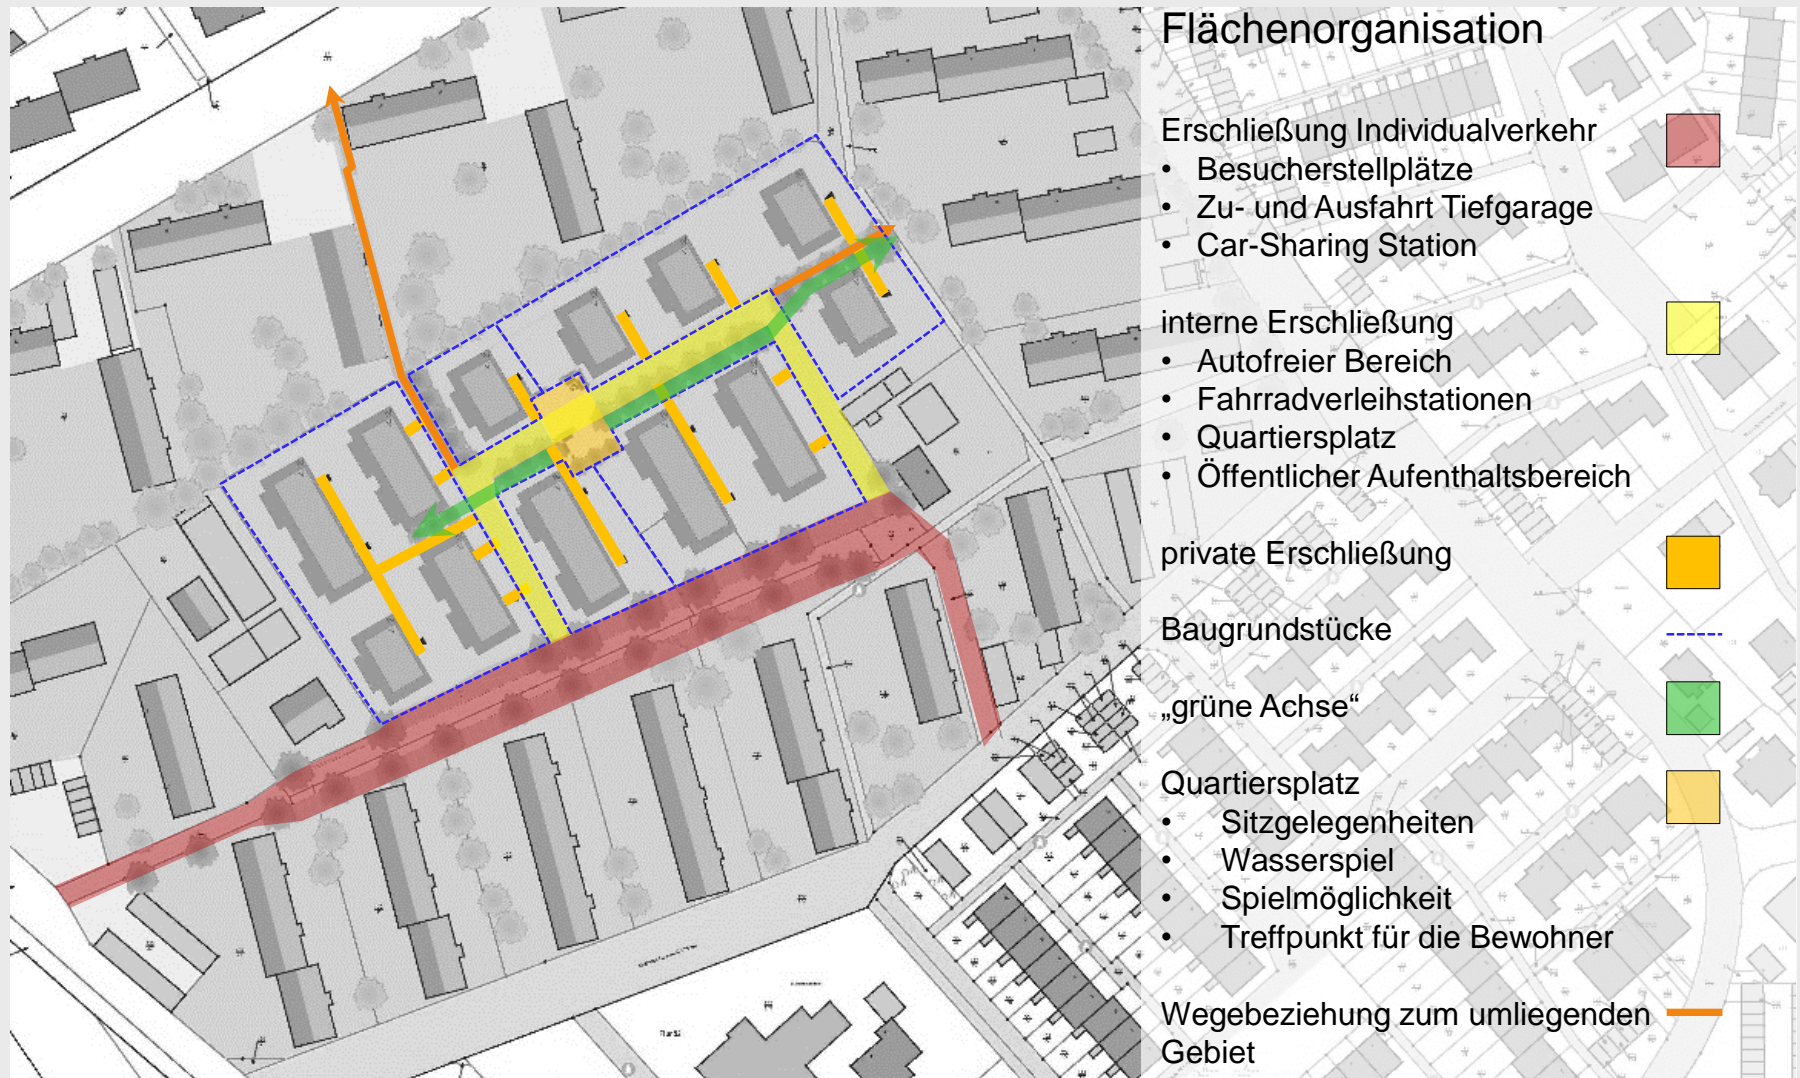 Flächenorganisation
Erschließung Individualverkehr
• Besucherstellplätze
• Zu- und Ausfahrt Tiefgarage
• Car-Sharing Station
interne Erschließung
• Autofreier Bereich
• Fahrradverleihstationen
• Quartiersplatz
• Öffentlicher Aufenthaltsbereich
private Erschließung
Baugrundstücke
„grüne Achse“
Quartiersplatz
• Sitzgelegenheiten
• Wasserspiel
• Spielmöglichkeit
• Treffpunkt für die Bewohner
Wegebeziehung zum umliegenden
Gebiet